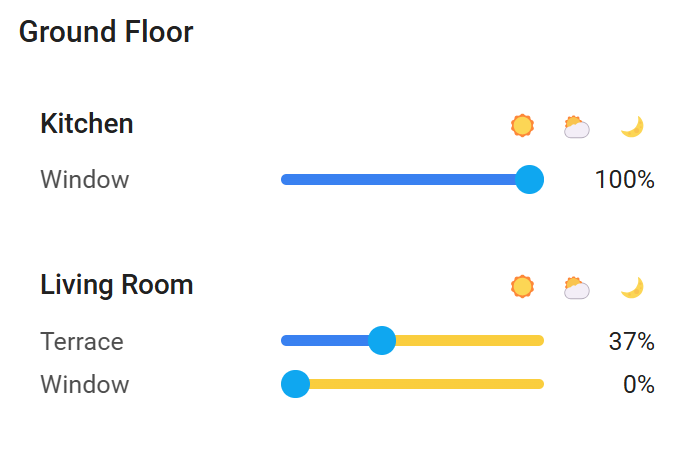 Ground Floor
Kitchen
Window 100%
Living Room
Terrace 37%
Window 0%